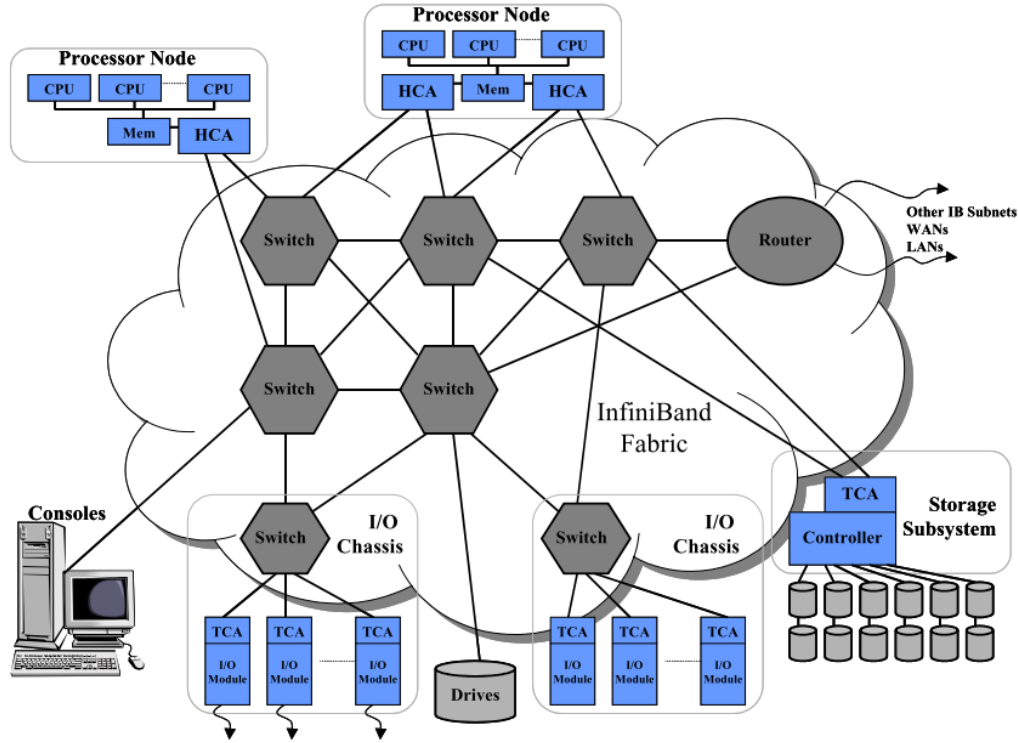 Processor Node
CPU CPU CPU
HCA Mem HCA
Processor Node
CPU CPU CPU
Mem HCA
Switch Switch Switch Router
Other IB Subnets
WANs
LANs
Switch Switch
InfiniBand
Fabric
Consoles
Switch
I/O
Chassis
Switch
I/O
Chassis
TCA
Controller
Storage
Subsystem
TCA TCA TCA
I/O I/O I/O
Module Module Module
Drives
TCA TCA TCA
I/O I/O I/O
Module Module Module